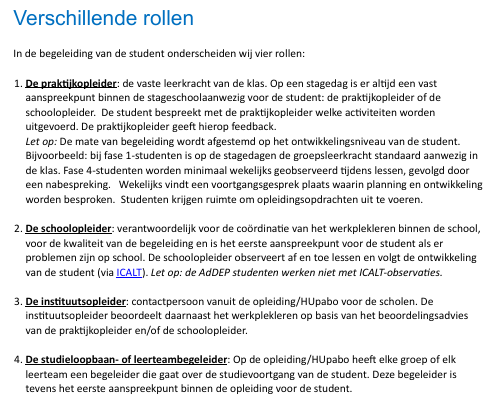 Verschillende rollen
In de begeleiding van de student onderscheiden wij vier rollen:
1. De praktijkopleider: de vaste leerkracht van de klas. Op een stagedag is er altijd een vast
aanspreekpunt binnen de stageschoolaanwezig voor de student: de praktijkopleider of de
schoolopleider. De student bespreekt met de praktijkopleider welke activiteiten worden
uitgevoerd. De praktijkopleider geeft hierop feedback.
Let op: De mate van begeleiding wordt afgestemd op het ontwikkelingsniveau van de student.
Bijvoorbeeld: bij fase 1-studenten is op de stagedagen de groepsleerkracht standaard aanwezig in
de klas. Fase 4-studenten worden minimaal wekelijks geobserveerd tijdens lessen, gevolgd door
een nabespreking. Wekelijks vindt een voortgangsgesprek plaats waarin planning en ontwikkeling
worden besproken. Studenten krijgen ruimte om opleidingsopdrachten uit te voeren.
2. De schoolopleider: verantwoordelijk voor de coördinatie van het werkplekleren binnen de school,
voor de kwaliteit van de begeleiding en is het eerste aanspreekpunt voor de student als er
problemen zijn op school. De schoolopleider observeert af en toe lessen en volgt de ontwikkeling
van de student (via ICALT). Let op: de AdDEP studenten werken niet met ICALT-observaties.
3. De instituutsopleider: contactpersoon vanuit de opleiding/HUpabo voor de scholen. De
instituutsopleider beoordeelt daarnaast het werkplekleren op basis van het beoordelingsadvies
van de praktijkopleider en/of de schoolopleider.
4. De studieloopbaan- of leerteambegeleider: Op de opleiding/HUpabo heeft elke groep of elk
leerteam een begeleider die gaat over de studievoortgang van de student. Deze begeleider is
tevens het eerste aanspreekpunt binnen de opleiding voor de student.